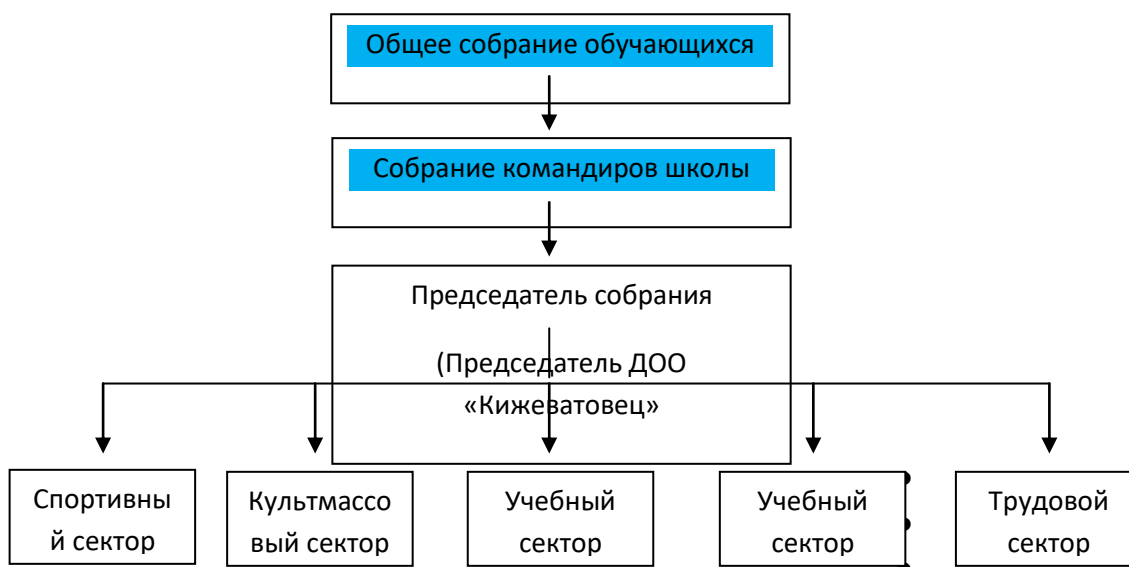 Общее собрание обучающихся
Собрание командиров школы
Председатель собрания
(Председатель ДОО
«Кижеватовец»
Спортивны
й сектор
Культмассо
вый сектор
Учебный
сектор
Учебный
сектор
Трудовой
сектор